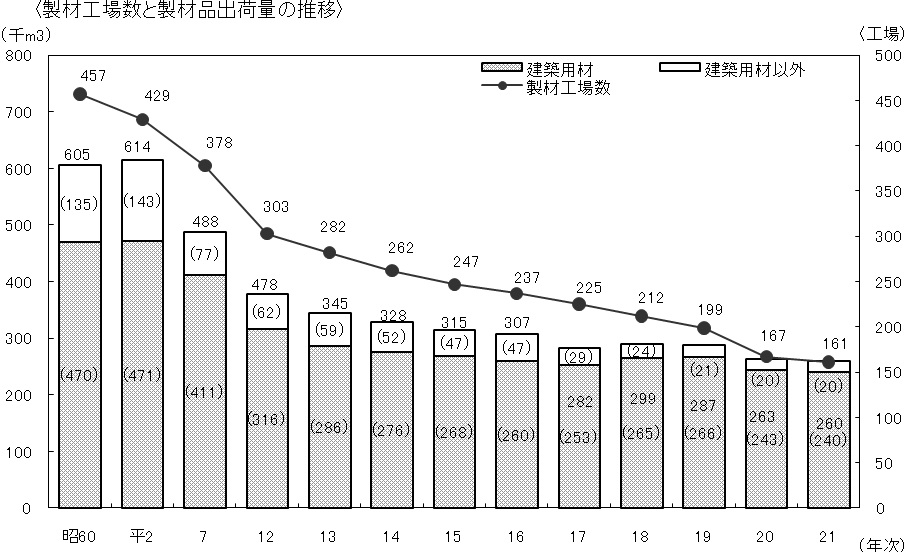 〈製材工場数と製材品出荷量の推移〉
（千m3）
〈工場）
建築用材
建築用材以外
製材工場数
800
700
600
500
400
300
200
100
0
500
450
400
350
300
250
200
150
100
50
0
457 429 378 303 282 262 247 237 225 212 199 167 161
605 614 488 478 345 328 315 307
(135) (143) (77) (62) (59) (52) (47) (47) (29) (24) (21) (20) (20)
282 299 287 263 260
(470) (471) (411) (316) (286) (276) (268) (260) (253) (265) (266) (243) (240)
昭60 平2 7 12 13 14 15 16 17 18 19 20 21
（年次）